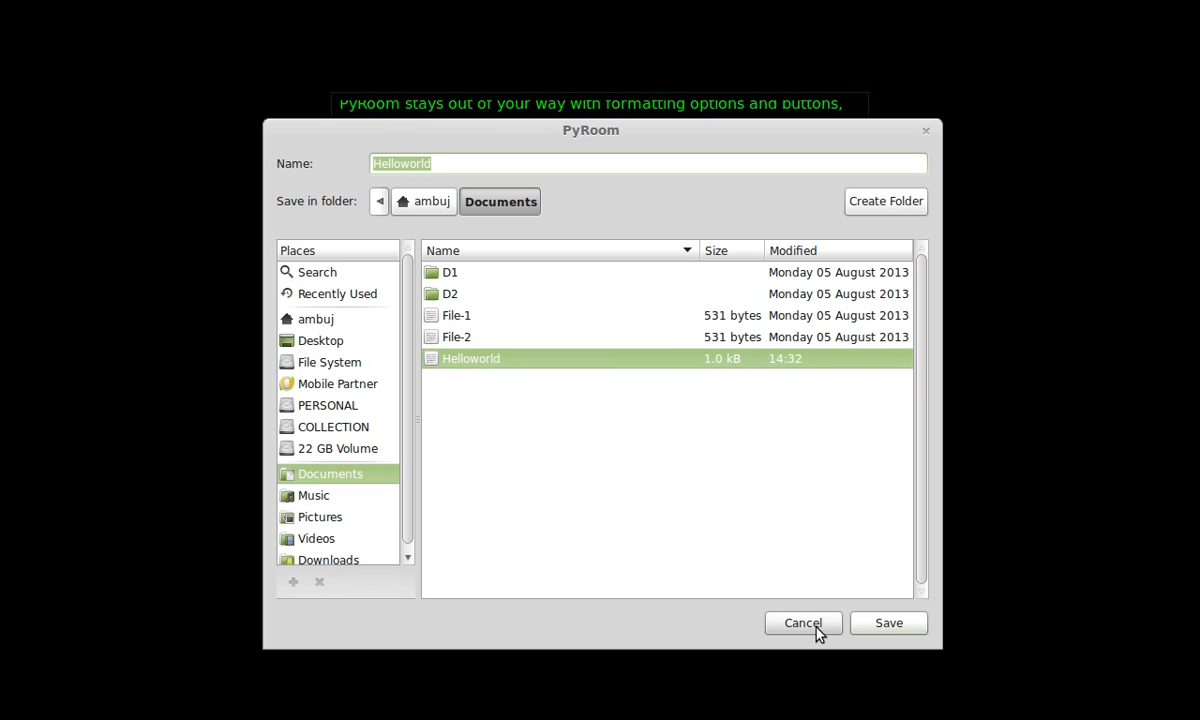 PyRoom stays out of your way with formatting options and buttons,
PyRoom
Name: Helloworld
Save in folder: ambuj Documents Create Folder
Places
Search
Recently Used
ambuj
Desktop
File System
Mobile Partner
PERSONAL
COLLECTION
22 GB Volume
Documents
Music
Pictures
Videos
Downloads
Name Size Modified
D1 Monday 05 August 2013
D2 Monday 05 August 2013
File-1 531 bytes Monday 05 August 2013
File-2 531 bytes Monday 05 August 2013
Helloworld 1.0 kB 14:32
Cancel Save